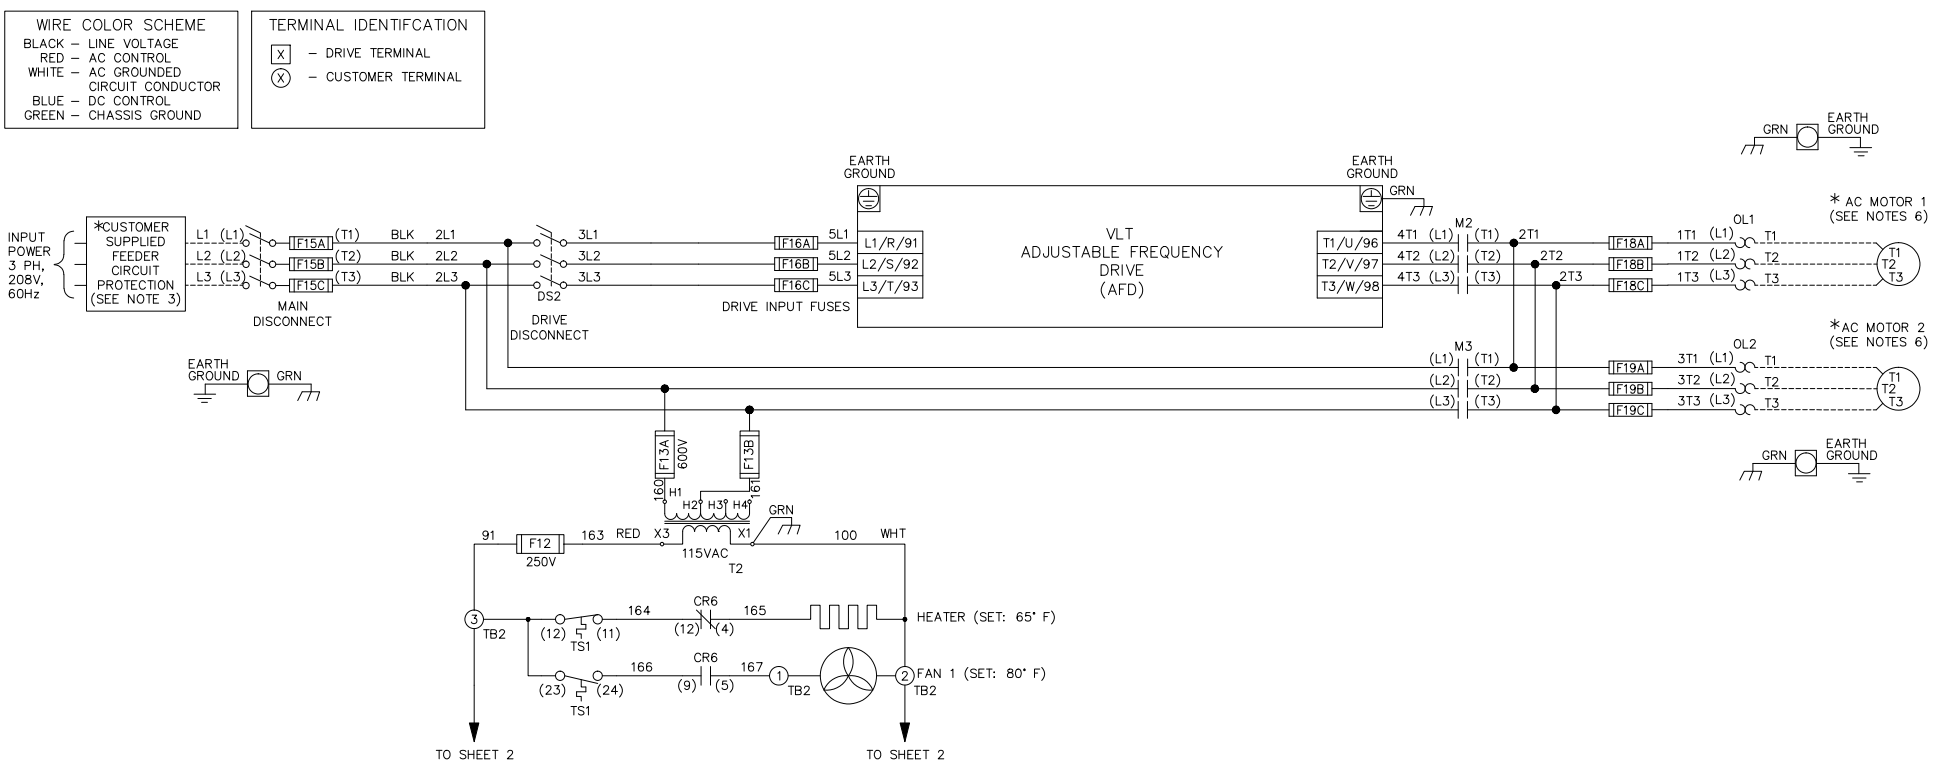 WIRE COLOR SCHEME
BLACK – LINE VOLTAGE
RED – AC CONTROL
WHITE – AC GROUNDED
CIRCUIT CONDUCTOR
BLUE – DC CONTROL
GREEN – CHASSIS GROUND
TERMINAL IDENTIFCATION
X – DRIVE TERMINAL
X – CUSTOMER TERMINAL
GRN
EARTH
GROUND
INPUT
POWER
3 PH,
208V,
60Hz
*CUSTOMER
SUPPLIED
FEEDER
CIRCUIT
PROTECTION
(SEE NOTE 3)
L1 (L1) F15A (T1) BLK 2L1
L2 (L2) F15B (T2) BLK 2L2
L3 (L3) F15C (T3) BLK 2L3
MAIN
DISCONNECT
3L1
3L2
3L3
DS2
DRIVE
DISCONNECT
F16A 5L1
F16B 5L2
F16C 5L3
DRIVE INPUT FUSES
EARTH
GROUND
L1/R/91
L2/S/92
L3/T/93
VLT
ADJUSTABLE FREQUENCY
DRIVE
(AFD)
EARTH
GROUND
GRN
T1/U/96
T2/V/97
T3/W/98
M2
4T1 (L1) (T1) 2T1
4T2 (L2) (T2) 2T2
4T3 (L3) (T3) 2T3
OL1
F18A 1T1 (L1) T1
F18B 1T2 (L2) T2
F18C 1T3 (L3) T3
* AC MOTOR 1
(SEE NOTES 6)
T1
T2
T3
M3
(L1) (T1)
(L2) (T2)
(L3) (T3)
OL2
F19A 3T1 (L1) T1
F19B 3T2 (L2) T2
F19C 3T3 (L3) T3
*AC MOTOR 2
(SEE NOTES 6)
T1
T2
T3
GRN
EARTH
GROUND
EARTH
GROUND
GRN
F13A
600V
F13B
160
161
H1
H2 H3 H4
GRN
91 F12 163 RED X3 X1 100 WHT
250V
115VAC
T2
3
TB2
164 CR6 165
(12) (11) (12) (4)
TS1
HEATER (SET: 65° F)
166 CR6 167 1 2
(23) (24) (9) (5) TB2 TB2
TS1
FAN 1 (SET: 80° F)
TO SHEET 2
TO SHEET 2